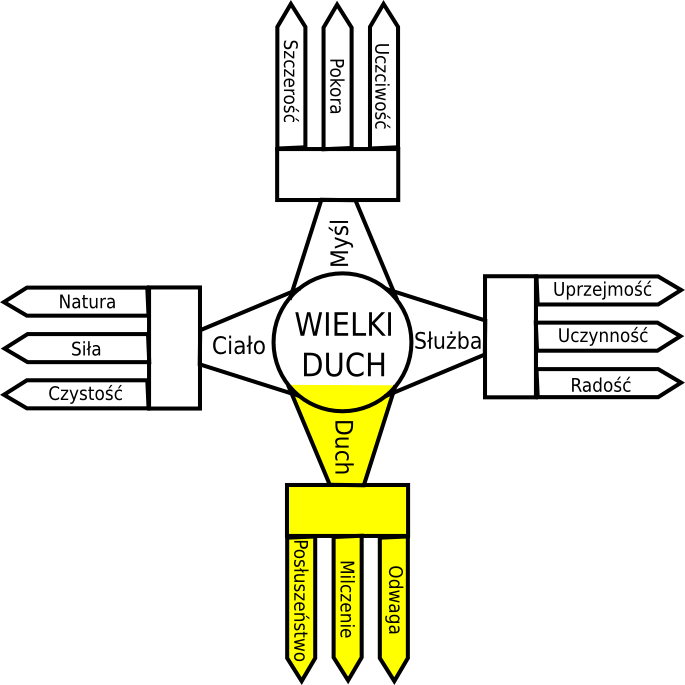 Szczerość
Pokora
Uczciwość
Myśl
Natura
Siła
Czystość
Ciało
WIELKI
DUCH
Służba
Uprzejmość
Uczynność
Radość
Duch
Posłuszeństwo
Milczenie
Odwaga